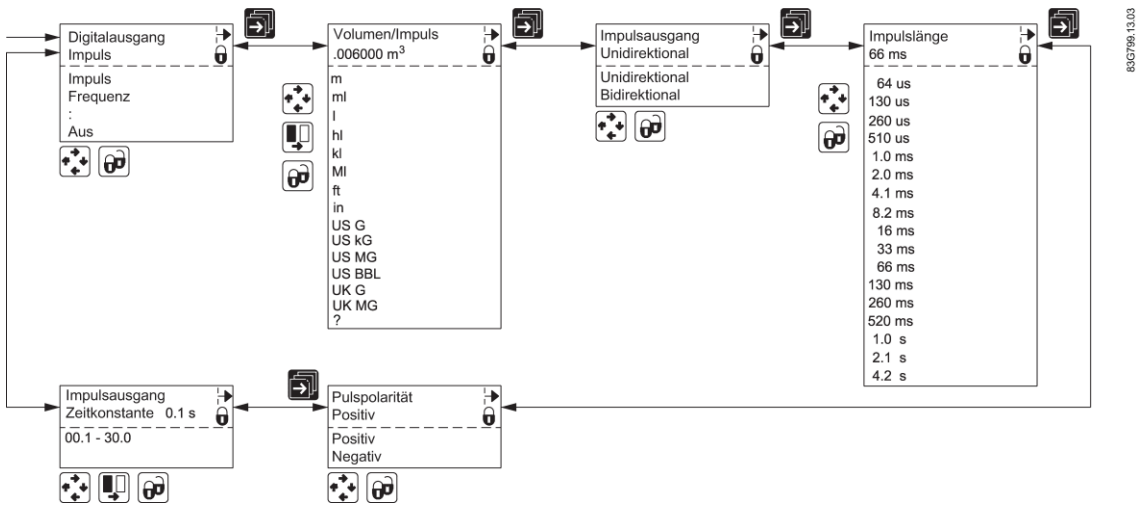 Digitalausgang
Impuls
Impuls
Frequenz
:
Aus
Volumen/Impuls
.006000 m³
m
ml
l
hl
kl
Ml
ft
in
US G
US kG
US MG
US BBL
UK G
UK MG
?
Impulsausgang
Unidirektional
Unidirektional
Bidirektional
Impulslänge
66 ms
64 us
130 us
260 us
510 us
1.0 ms
2.0 ms
4.1 ms
8.2 ms
16 ms
33 ms
66 ms
130 ms
260 ms
520 ms
1.0 s
2.1 s
4.2 s
83G799.13.03
Impulsausgang
Zeitkonstante 0.1 s
00.1 - 30.0
Pulspolarität
Positiv
Positiv
Negativ